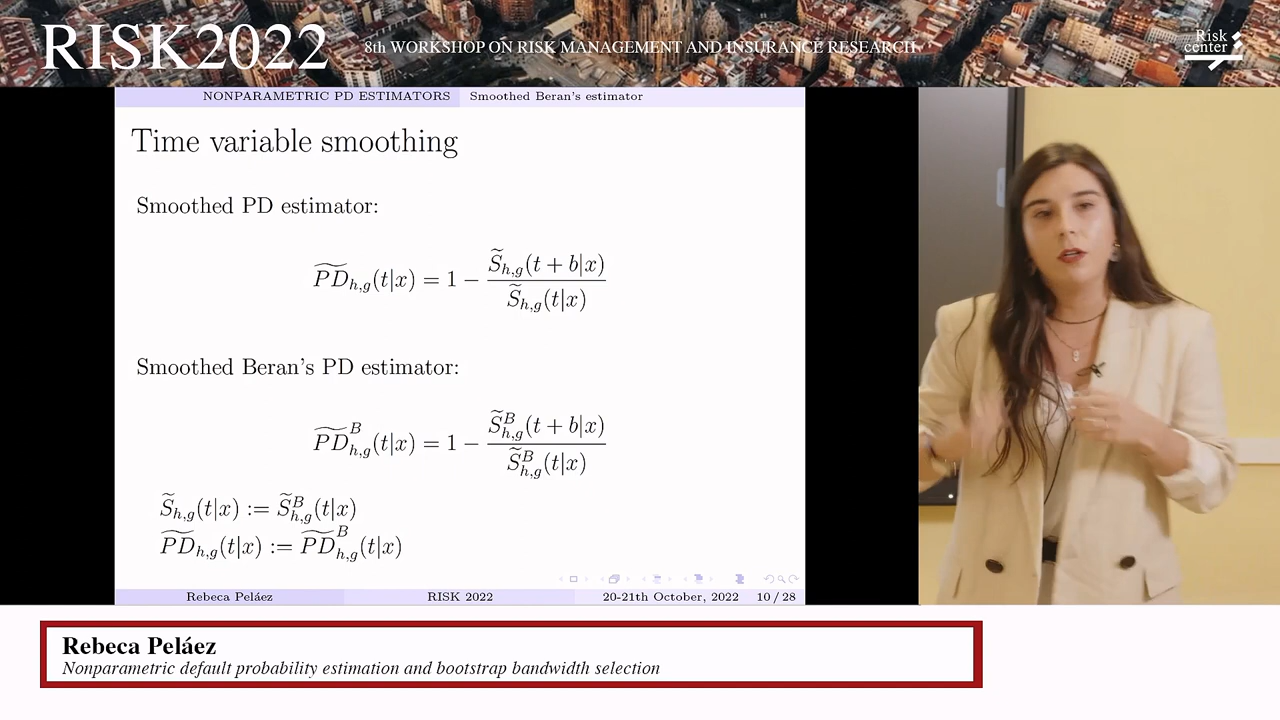 RISK2022
8th WORKSHOP ON RISK MANAGEMENT AND INSURANCE RESEARCH
Risk
center
NONPARAMETRIC PD ESTIMATORS Smoothed Beran's estimator
Time variable smoothing
Smoothed PD estimator:
$\widetilde{PD}_{h,g}(t|x) = 1 - \frac{\widetilde{S}_{h,g}(t+b|x)}{\widetilde{S}_{h,g}(t|x)}$
Smoothed Beran's PD estimator:
$\widetilde{PD}^{B}_{h,g}(t|x) = 1 - \frac{\widetilde{S}^{B}_{h,g}(t+b|x)}{\widetilde{S}^{B}_{h,g}(t|x)}$
$\widetilde{S}_{h,g}(t|x) := \widetilde{S}^{B}_{h,g}(t|x)$
$\widetilde{PD}_{h,g}(t|x) := \widetilde{PD}^{B}_{h,g}(t|x)$
Rebeca Peláez RISK 2022 20-21th October, 2022 10 / 28
Rebeca Peláez
Nonparametric default probability estimation and bootstrap bandwidth selection